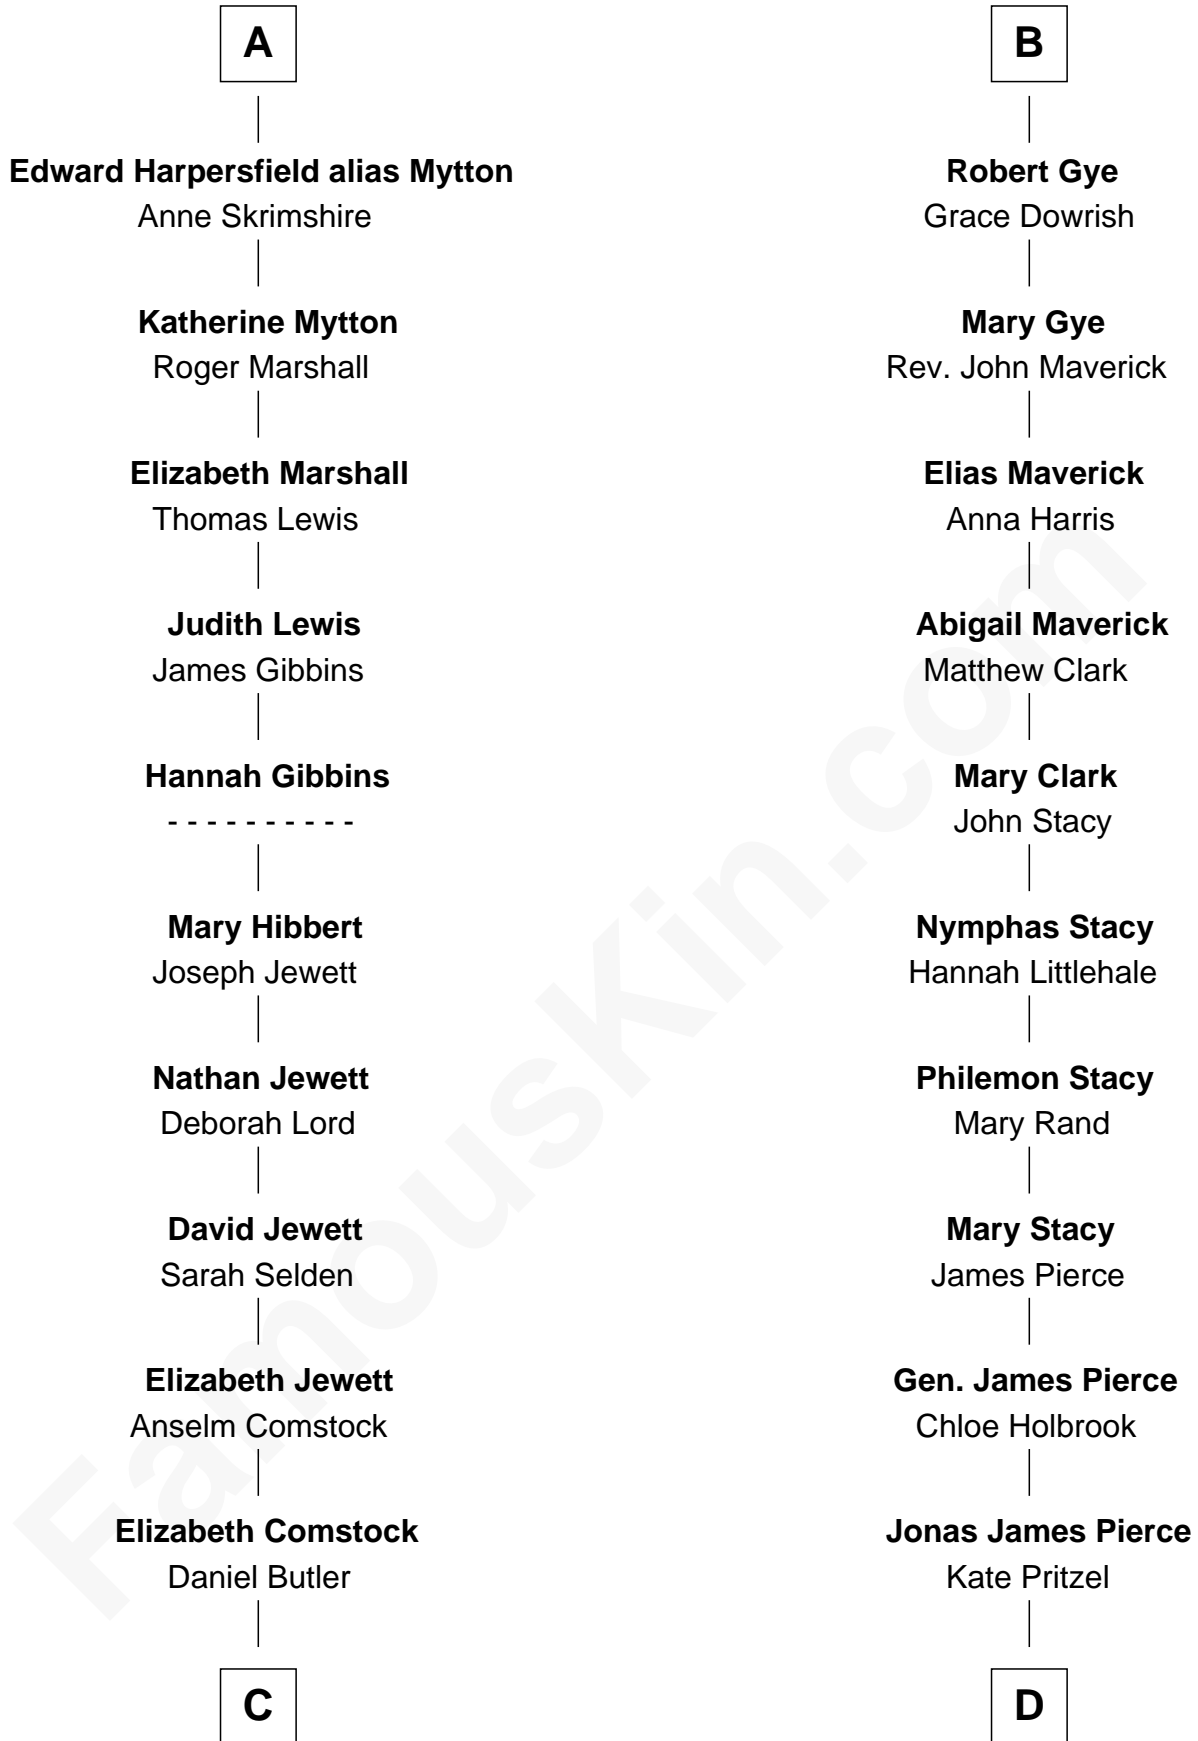 A
Edward Harpersfield alias Mytton
Anne Skrimshire
Katherine Mytton
Roger Marshall
Elizabeth Marshall
Thomas Lewis
Judith Lewis
James Gibbins
Hannah Gibbins
- - - - - - - - - -
Mary Hibbert
Joseph Jewett
Nathan Jewett
Deborah Lord
David Jewett
Sarah Selden
Elizabeth Jewett
Anselm Comstock
Elizabeth Comstock
Daniel Butler
C
B
Robert Gye
Grace Dowrish
Mary Gye
Rev. John Maverick
Elias Maverick
Anna Harris
Abigail Maverick
Matthew Clark
Mary Clark
John Stacy
Nymphas Stacy
Hannah Littlehale
Philemon Stacy
Mary Rand
Mary Stacy
James Pierce
Gen. James Pierce
Chloe Holbrook
Jonas James Pierce
Kate Pritzel
D
FamousKin.com